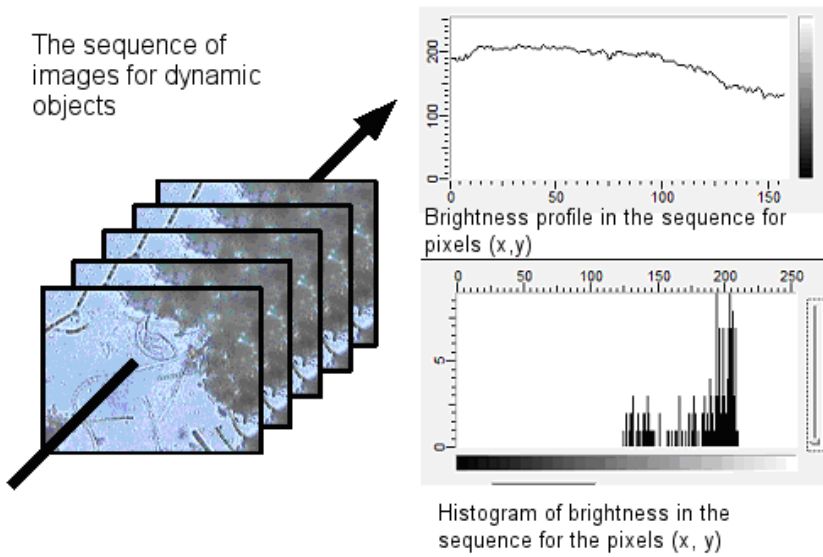 The sequence of
images for dynamic
objects
200
100
0
0 50 100 150
Brightness profile in the sequence for
pixels (x,y)
0 50 100 150 200 250
5
0
Histogram of brightness in the
sequence for the pixels (x, y)